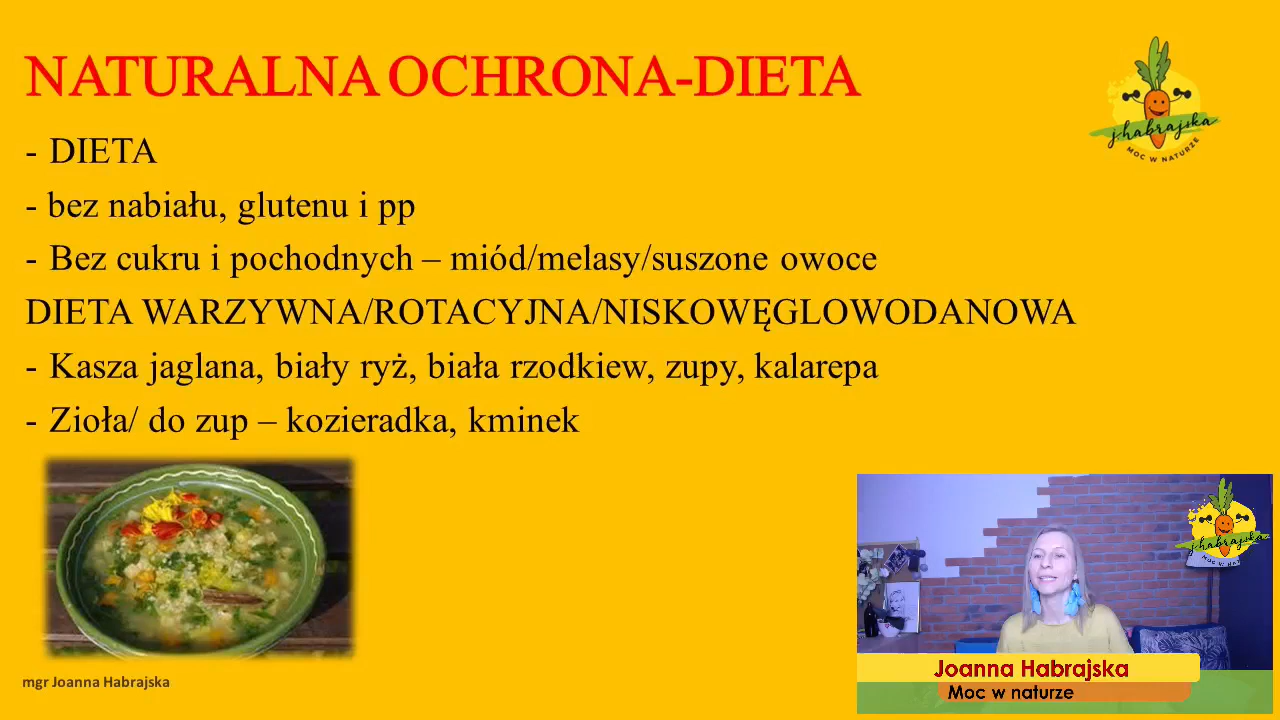 NATURALNA OCHRONA-DIETA
j-habrajska
MOC W NATURZE
- DIETA
- bez nabiału, glutenu i pp
- Bez cukru i pochodnych – miód/melasy/suszone owoce
DIETA WARZYWNA/ROTACYJNA/NISKOWĘGLOWODANOWA
- Kasza jaglana, biały ryż, biała rzodkiew, zupy, kalarepa
- Zioła/ do zup – kozieradka, kminek
j-habrajska
Joanna Habrajska
Moc w naturze
mgr Joanna Habrajska